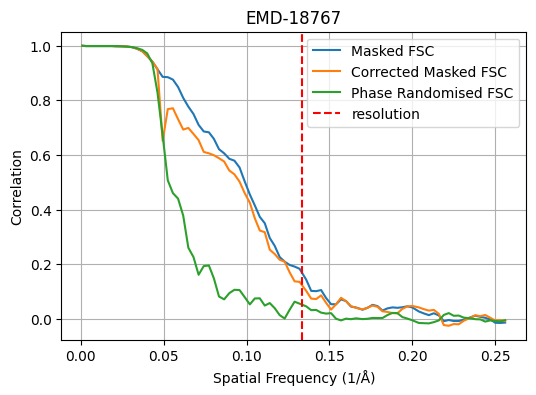 EMD-18767
Masked FSC
Corrected Masked FSC
Phase Randomised FSC
resolution
Correlation
1.0
0.8
0.6
0.4
0.2
0.0
0.00 0.05 0.10 0.15 0.20 0.25
Spatial Frequency (1/Å)